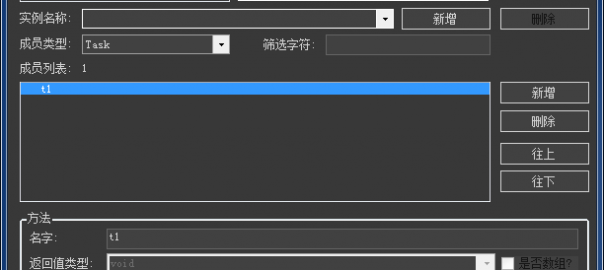 实例名称: 新增 删除
成员类型: Task 筛选字符:
成员列表: 1
t1
新增
删除
往上
往下
方法
名字: t1
返回值类型: void 是否数组?